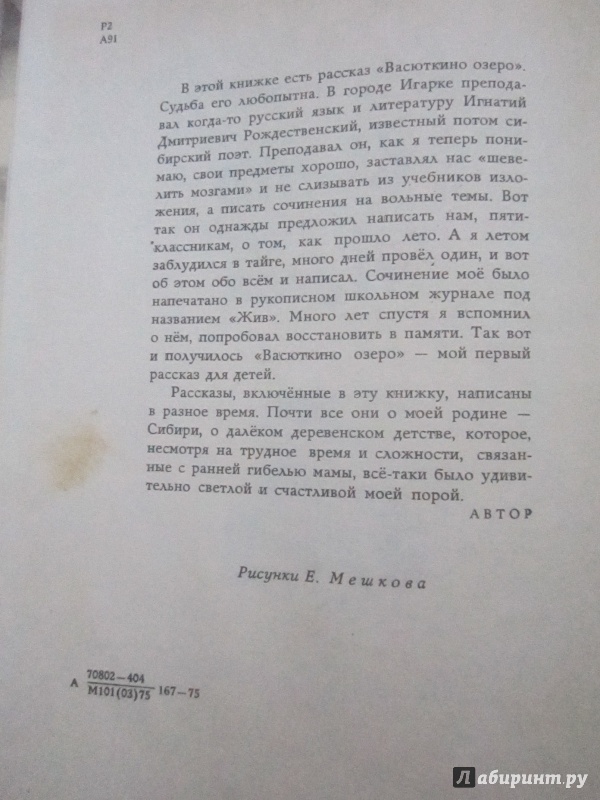 Р2
А91
В этой книжке есть рассказ «Васюткино озеро».
Судьба его любопытна. В городе Игарке препода-
вал когда-то русский язык и литературу Игнатий
Дмитриевич Рождественский, известный потом си-
бирский поэт. Преподавал он, как я теперь пони-
маю, свои предметы хорошо, заставлял нас «шеве-
лить мозгами» и не слизывать из учебников изло-
жения, а писать сочинения на вольные темы. Вот
так он однажды предложил написать нам, пяти-
классникам, о том, как прошло лето. А я летом
заблудился в тайге, много дней провёл один, и вот
об этом обо всём и написал. Сочинение моё было
напечатано в рукописном школьном журнале под
названием «Жив». Много лет спустя я вспомнил
о нём, попробовал восстановить в памяти. Так вот
и получилось «Васюткино озеро» — мой первый
рассказ для детей.
Рассказы, включённые в эту книжку, написаны
в разное время. Почти все они о моей родине —
Сибири, о далёком деревенском детстве, которое,
несмотря на трудное время и сложности, связан-
ные с ранней гибелью мамы, всё-таки было удиви-
тельно светлой и счастливой моей порой.
АВТОР
Рисунки Е. Мешкова
А 70802—404
М101(03)75 167—75
Лабиринт.ру